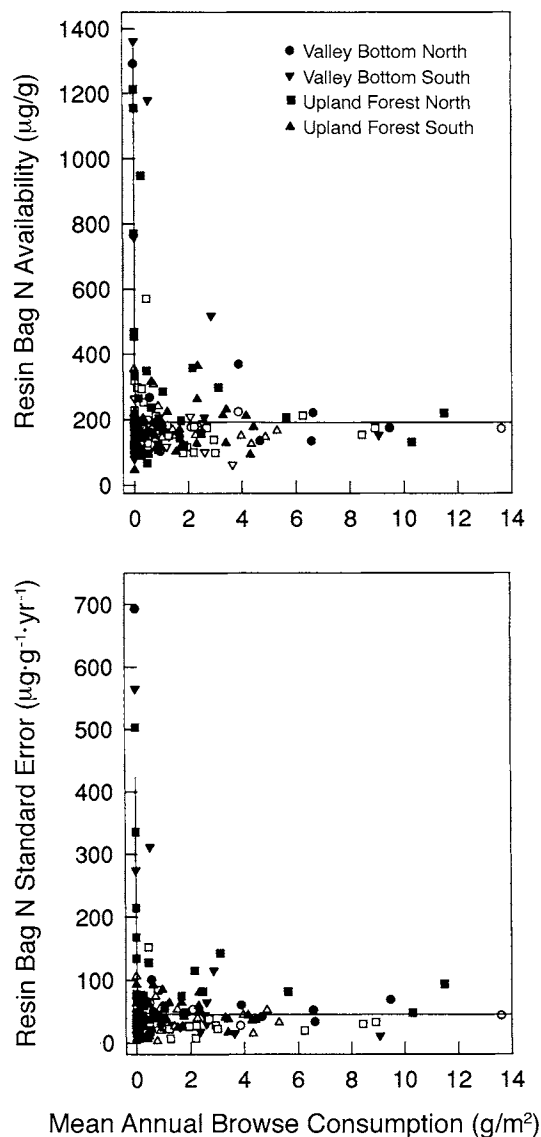 Resin Bag N Availability (µg/g)
1400
1200
1000
800
600
400
200
0
Valley Bottom North
Valley Bottom South
Upland Forest North
Upland Forest South
0 2 4 6 8 10 12 14
Resin Bag N Standard Error (µg·g⁻¹·yr⁻¹)
700
600
500
400
300
200
100
0
0 2 4 6 8 10 12 14
Mean Annual Browse Consumption (g/m²)